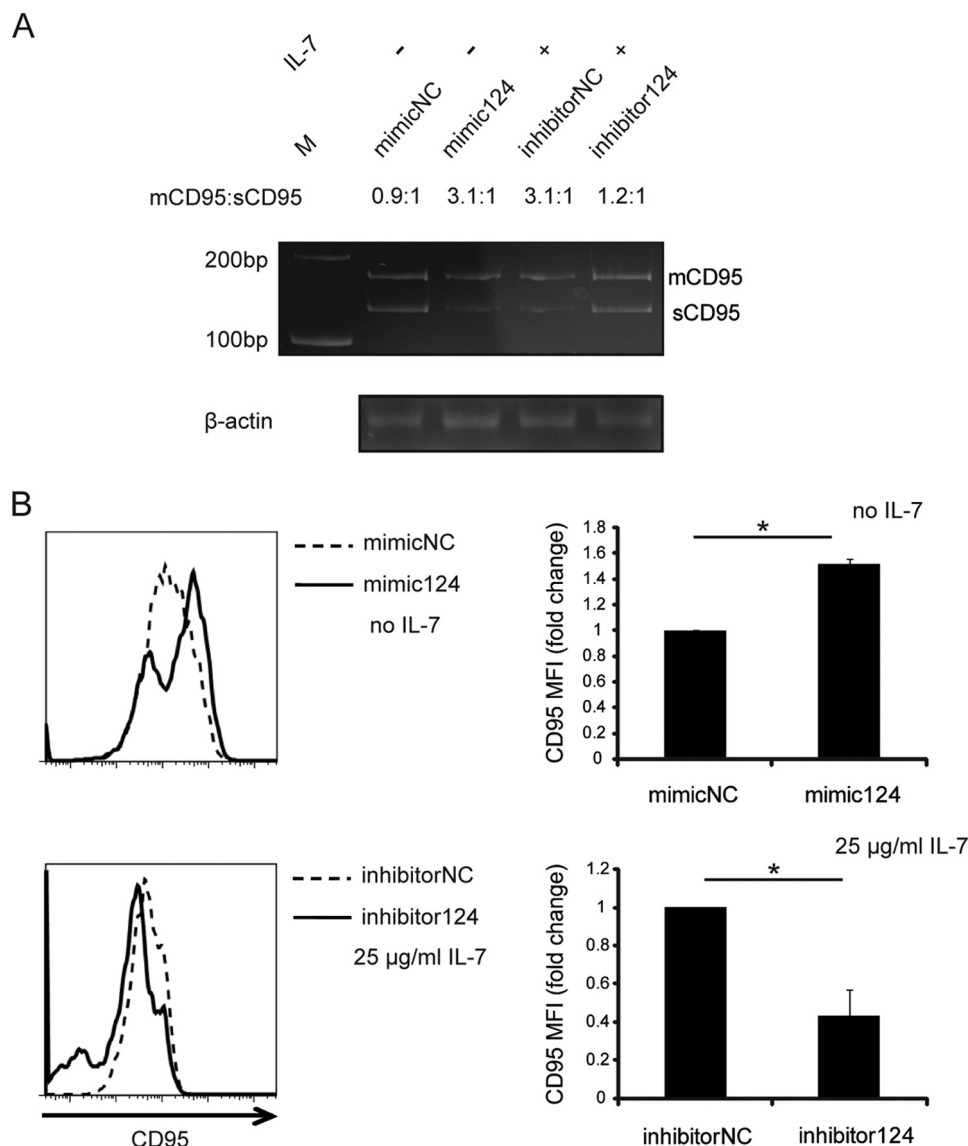 A
IL-7 - - + +
M mimicNC mimic124 inhibitorNC inhibitor124
mCD95:sCD95 0.9:1 3.1:1 3.1:1 1.2:1
200bp
mCD95
sCD95
100bp
β-actin
B
mimicNC
mimic124
no IL-7
no IL-7
*
CD95 MFI (fold change)
1.8
1.6
1.4
1.2
1
0.8
0.6
0.4
0.2
0
mimicNC mimic124
inhibitorNC
inhibitor124
25 µg/ml IL-7
CD95
25 µg/ml IL-7
*
CD95 MFI (fold change)
1.2
1
0.8
0.6
0.4
0.2
0
inhibitorNC inhibitor124